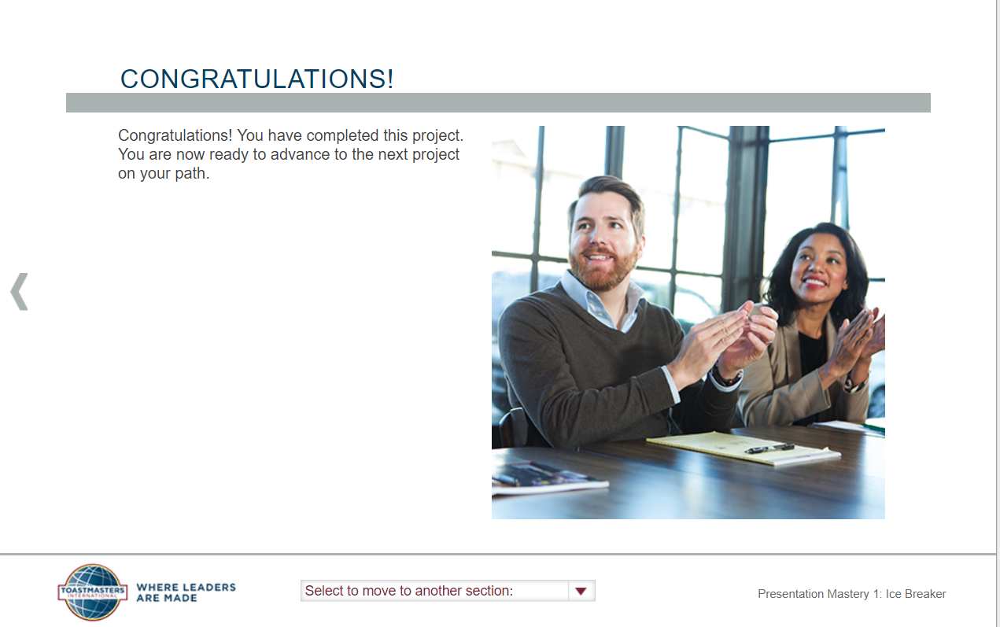 CONGRATULATIONS!
Congratulations! You have completed this project.
You are now ready to advance to the next project
on your path.
TOASTMASTERS
INTERNATIONAL
WHERE LEADERS
ARE MADE
Select to move to another section:
Presentation Mastery 1: Ice Breaker